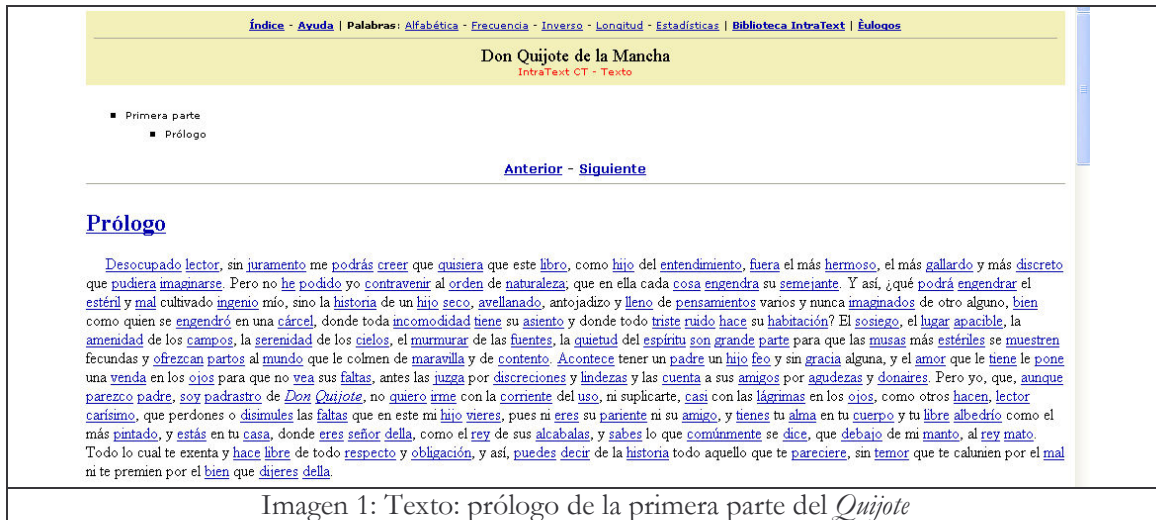 Índice - Ayuda | Palabras: Alfabética - Frecuencia - Inverso - Longitud - Estadísticas | Biblioteca IntraText | Èulogos
Don Quijote de la Mancha
IntraText CT - Texto
▪ Primera parte
▪ Prólogo
Anterior - Siguiente
Prólogo
Desocupado lector, sin juramento me podrás creer que quisiera que este libro, como hijo del entendimiento, fuera el más hermoso, el más gallardo y más discreto
que pudiera imaginarse. Pero no he podido yo contravenir al orden de naturaleza; que en ella cada cosa engendra su semejante. Y así, ¿qué podrá engendrar el
estéril y mal cultivado ingenio mío, sino la historia de un hijo seco, avellanado, antojadizo y lleno de pensamientos varios y nunca imaginados de otro alguno, bien
como quien se engendró en una cárcel, donde toda incomodidad tiene su asiento y donde todo triste ruido hace su habitación? El sosiego, el lugar apacible, la
amenidad de los campos, la serenidad de los cielos, el murmurar de las fuentes, la quietud del espíritu son grande parte para que las musas más estériles se muestren
fecundas y ofrezcan partos al mundo que le colmen de maravilla y de contento. Acontece tener un padre un hijo feo y sin gracia alguna, y el amor que le tiene le pone
una venda en los ojos para que no vea sus faltas, antes las juzga por discreciones y lindezas y las cuenta a sus amigos por agudezas y donaires. Pero yo, que, aunque
parezco padre, soy padrastro de Don Quijote, no quiero irme con la corriente del uso, ni suplicarte, casi con las lágrimas en los ojos, como otros hacen, lector
carísimo, que perdones o disimules las faltas que en este mi hijo vieres, pues ni eres su pariente ni su amigo, y tienes tu alma en tu cuerpo y tu libre albedrío como el
más pintado, y estás en tu casa, donde eres señor della, como el rey de sus alcabalas, y sabes lo que comúnmente se dice, que debajo de mi manto, al rey mato.
Todo lo cual te exenta y hace libre de todo respecto y obligación, y así, puedes decir de la historia todo aquello que te pareciere, sin temor que te calunien por el mal
ni te premien por el bien que dijeres della.
Imagen 1: Texto: prólogo de la primera parte del Quijote